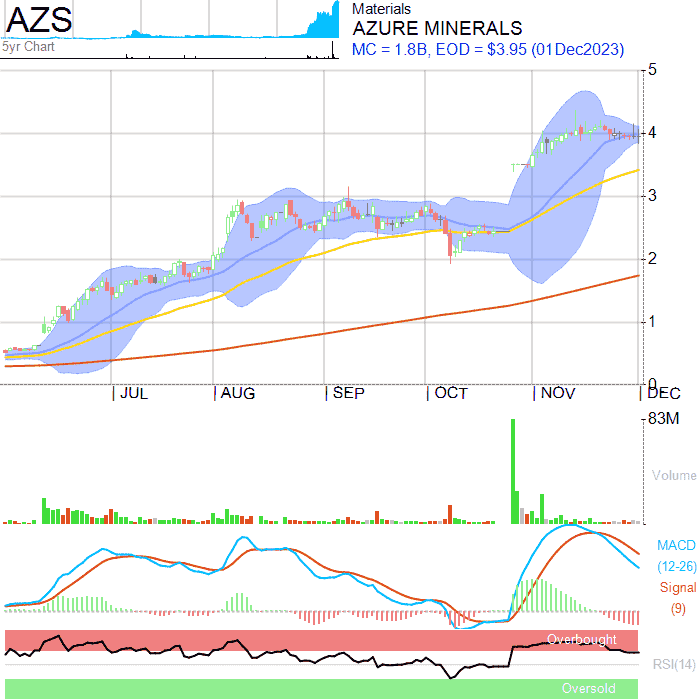 AZS
5yr Chart
Materials
AZURE MINERALS
MC = 1.8B, EOD = $3.95 (01Dec2023)
5
4
3
2
1
0
JUL AUG SEP OCT NOV DEC
83M
Volume
MACD
(12-26)
Signal
(9)
Overbought
RSI(14)
Oversold